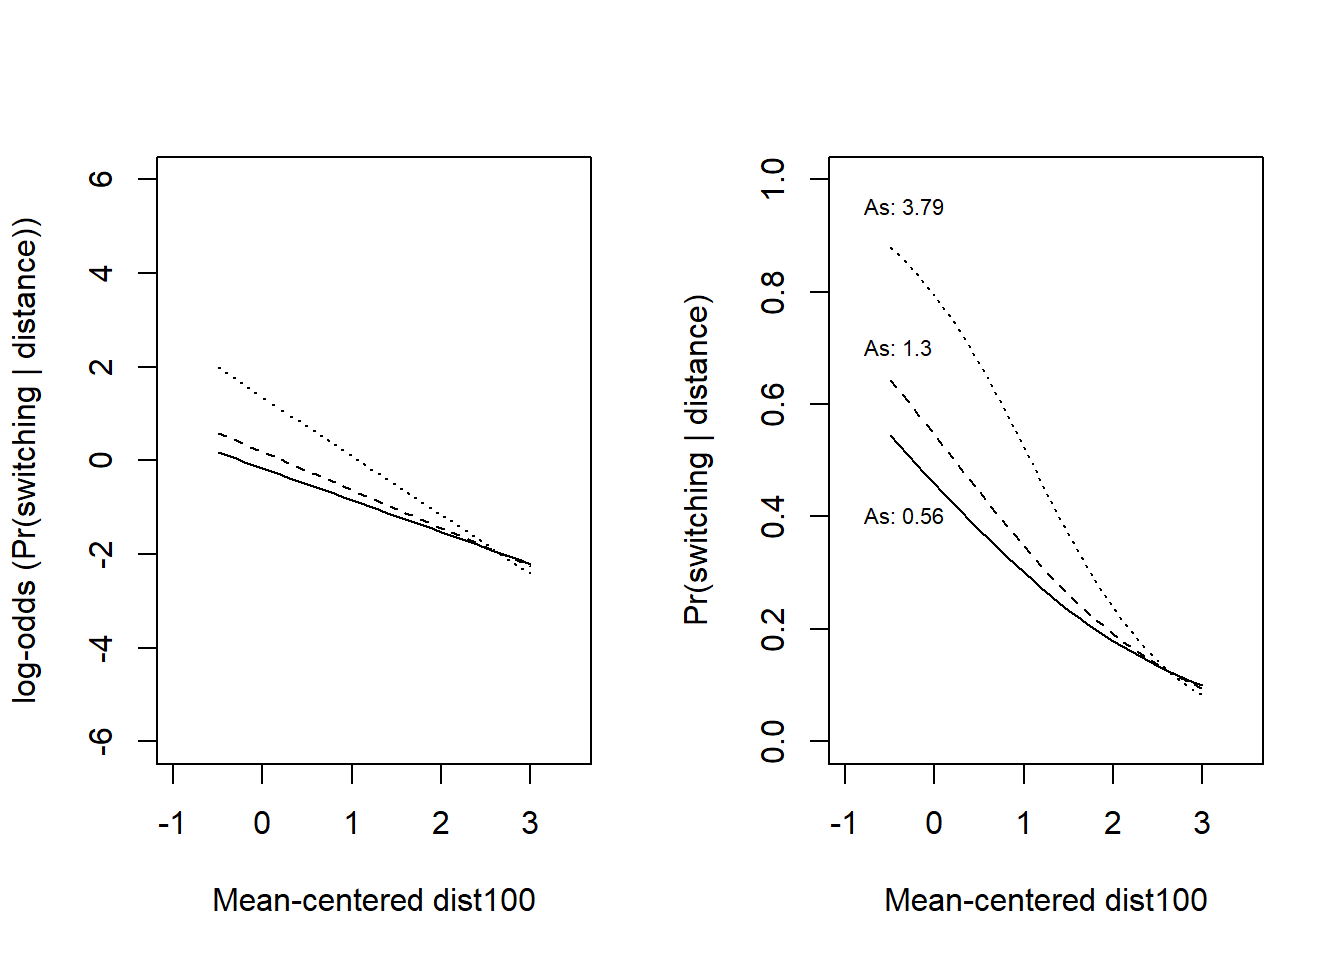 log-odds (Pr(switching | distance))
6
4
2
0
-2
-4
-6
-1 0 1 2 3
Mean-centered dist100
Pr(switching | distance)
1.0
0.8
0.6
0.4
0.2
0.0
As: 3.79
As: 1.3
As: 0.56
-1 0 1 2 3
Mean-centered dist100